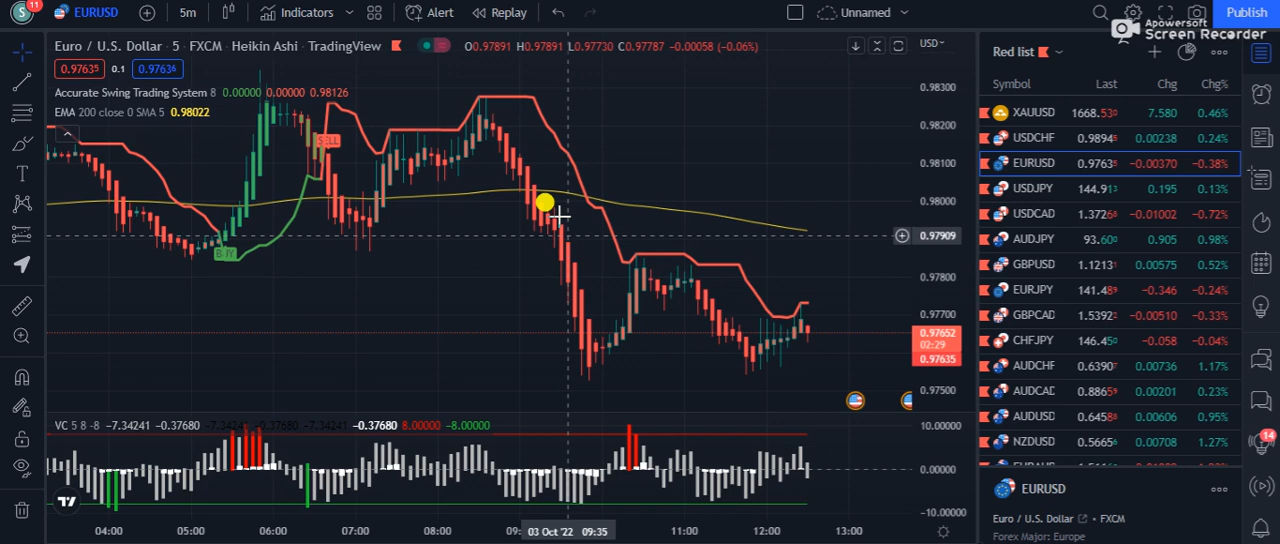 S 11 EURUSD 5m Indicators Alert Replay Unnamed Publish
Apowersoft
Screen Recorder
Euro / U.S. Dollar · 5 · FXCM · Heikin Ashi · TradingView O0.97891 H0.97891 L0.97730 C0.97787 -0.00058 (-0.06%)
USD
0.97635 0.1 0.97636
Accurate Swing Trading System 8 0.00000 0.00000 0.98126
EMA 200 close 0 SMA 5 0.98022
SELL
BUY
0.98300
0.98200
0.98100
0.98000
0.97909
0.97800
0.97700
0.97652
02:29
0.97635
0.97500
VC 5 8 -8 -7.34241 -0.37680 -7.34241 -0.37680 -7.34241 -0.37680 -0.37680 8.00000 -8.00000
10.00000
0.00000
-10.00000
04:00 05:00 06:00 07:00 08:00 09: 03 Oct '22 09:35 11:00 12:00 13:00
Red list
Symbol Last Chg Chg%
XAUUSD 1668.530 7.580 0.46%
USDCHF 0.9894 0.00238 0.24%
EURUSD 0.9763 -0.00370 -0.38%
USDJPY 144.913 0.195 0.13%
USDCAD 1.3726 -0.01002 -0.72%
AUDJPY 93.600 0.905 0.98%
GBPUSD 1.1213 0.00575 0.52%
EURJPY 141.489 -0.346 -0.24%
GBPCAD 1.5392 -0.00510 -0.33%
CHFJPY 146.450 -0.058 -0.04%
AUDCHF 0.6390 0.00736 1.17%
AUDCAD 0.8865 0.00201 0.23%
AUDUSD 0.6458 0.00606 0.95%
NZDUSD 0.5665 0.00708 1.27%
14
EURUSD
Euro / U.S. Dollar · FXCM
Forex Major: Europe